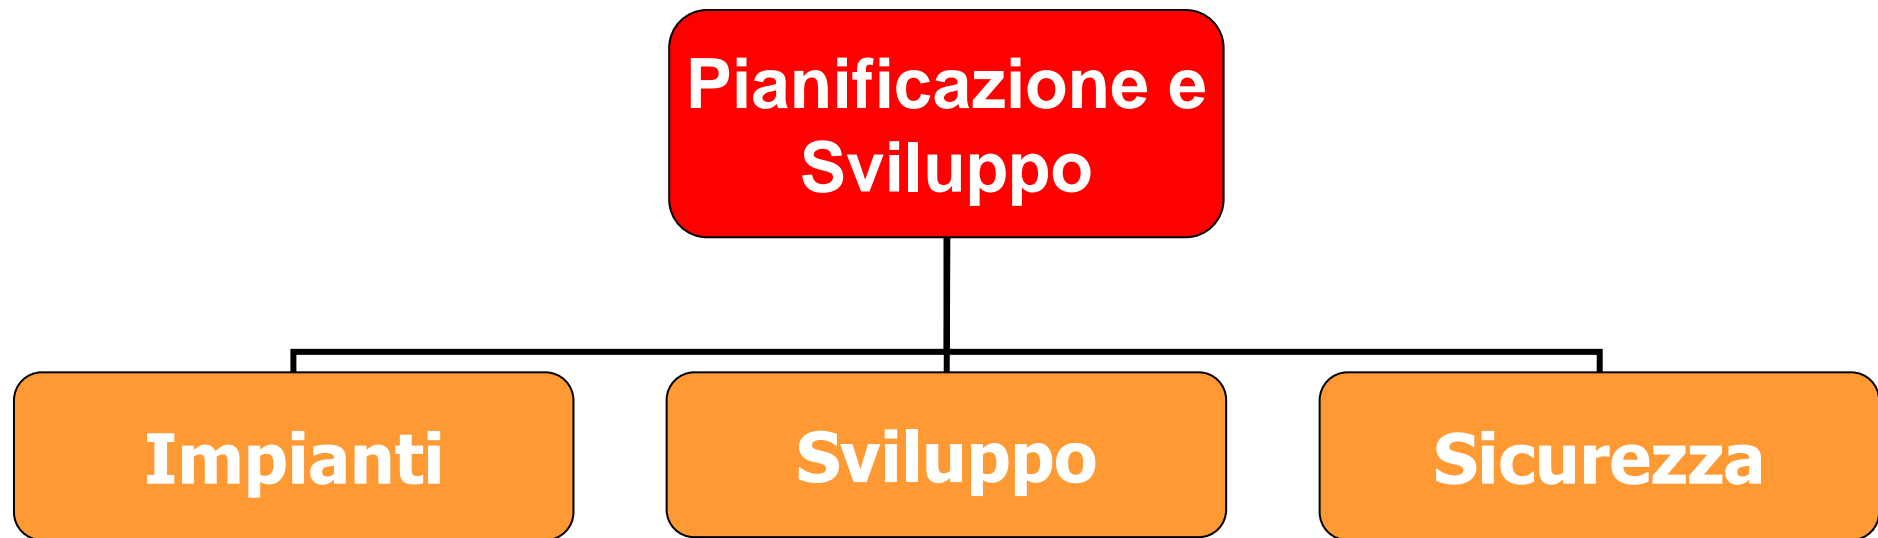 Pianificazione e
Sviluppo
Impianti
Sviluppo
Sicurezza